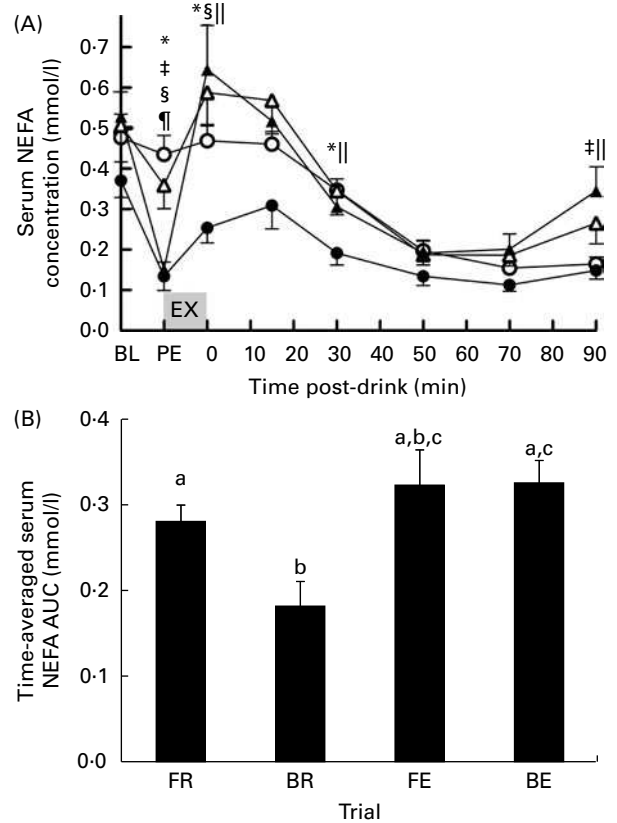 (A)
*§||
0·7
*
‡
0·6
§
¶
0·5
0·4
*||
‡||
0·3
0·2
0·1
EX
0·0
BL PE 0 10 20 30 40 50 60 70 80 90
Serum NEFA
concentration (mmol/l)
Time post-drink (min)
(B)
0·4
a,b,c
a,c
a
0·3
b
0·2
0·1
0·0
FR BR FE BE
Time-averaged serum
NEFA AUC (mmol/l)
Trial